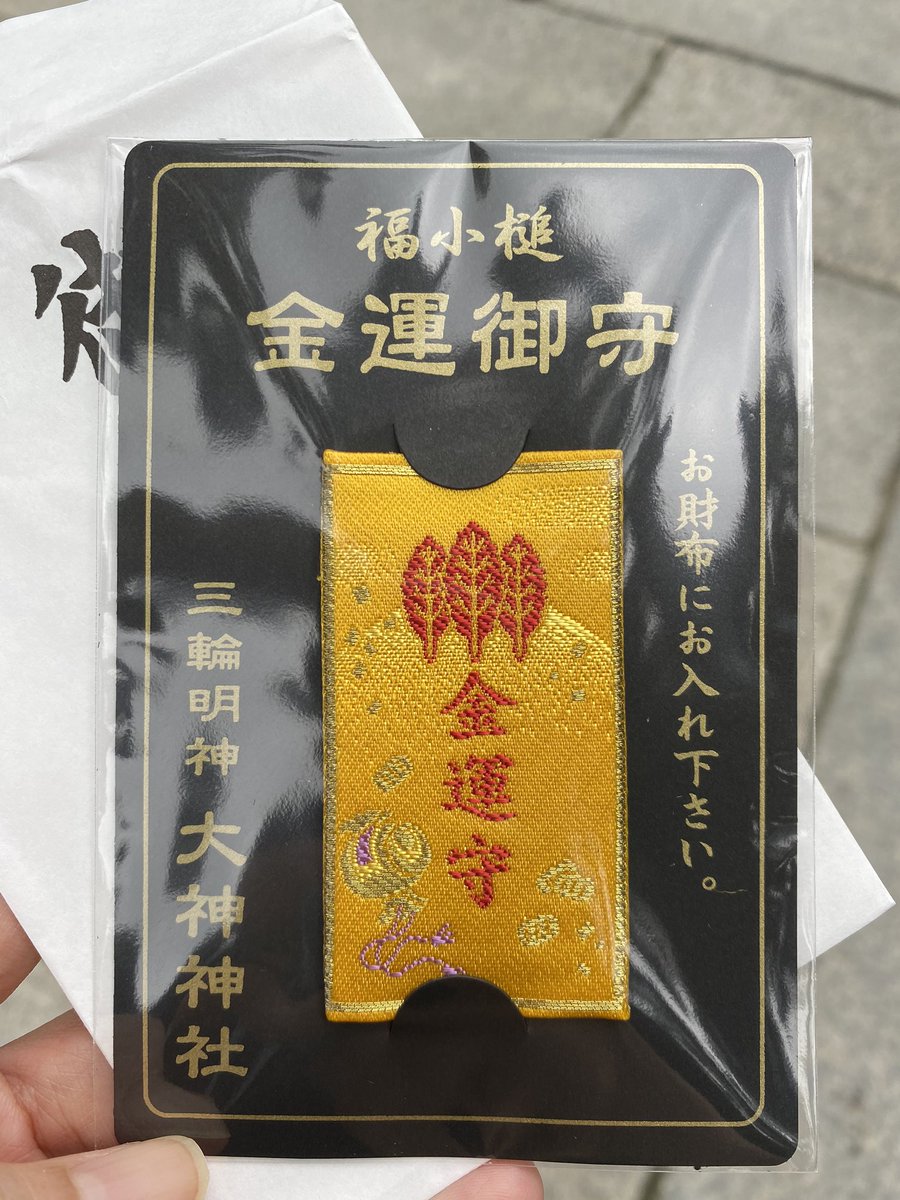 福小槌
金運御守
お財布にお入れ下さい。
金運守
三輪明神 大神神社